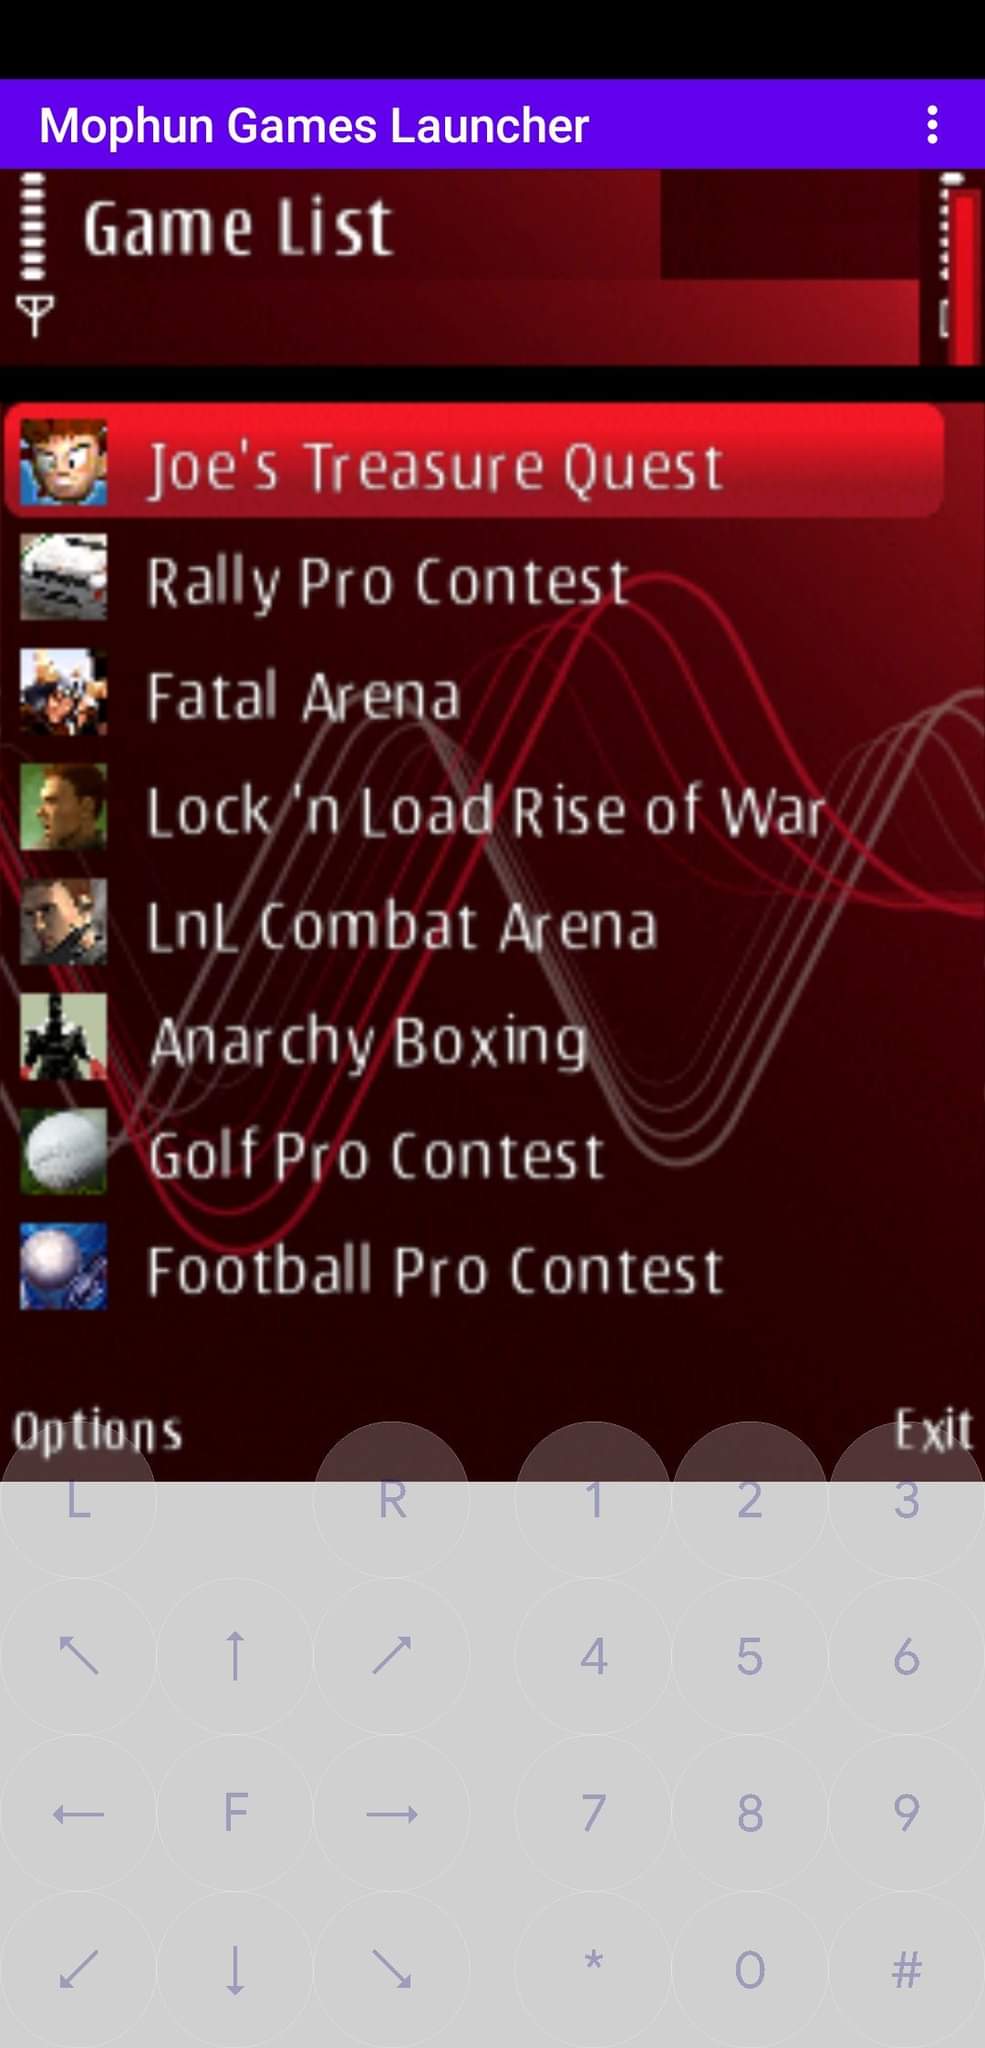 Mophun Games Launcher
Game List
Joe's Treasure Quest
Rally Pro Contest
Fatal Arena
Lock 'n Load Rise of War
LnL Combat Arena
Anarchy Boxing
Golf Pro Contest
Football Pro Contest
Options Exit
L R 1 2 3
↖ ↑ ↗ 4 5 6
← F → 7 8 9
↙ ↓ ↘ * 0 #